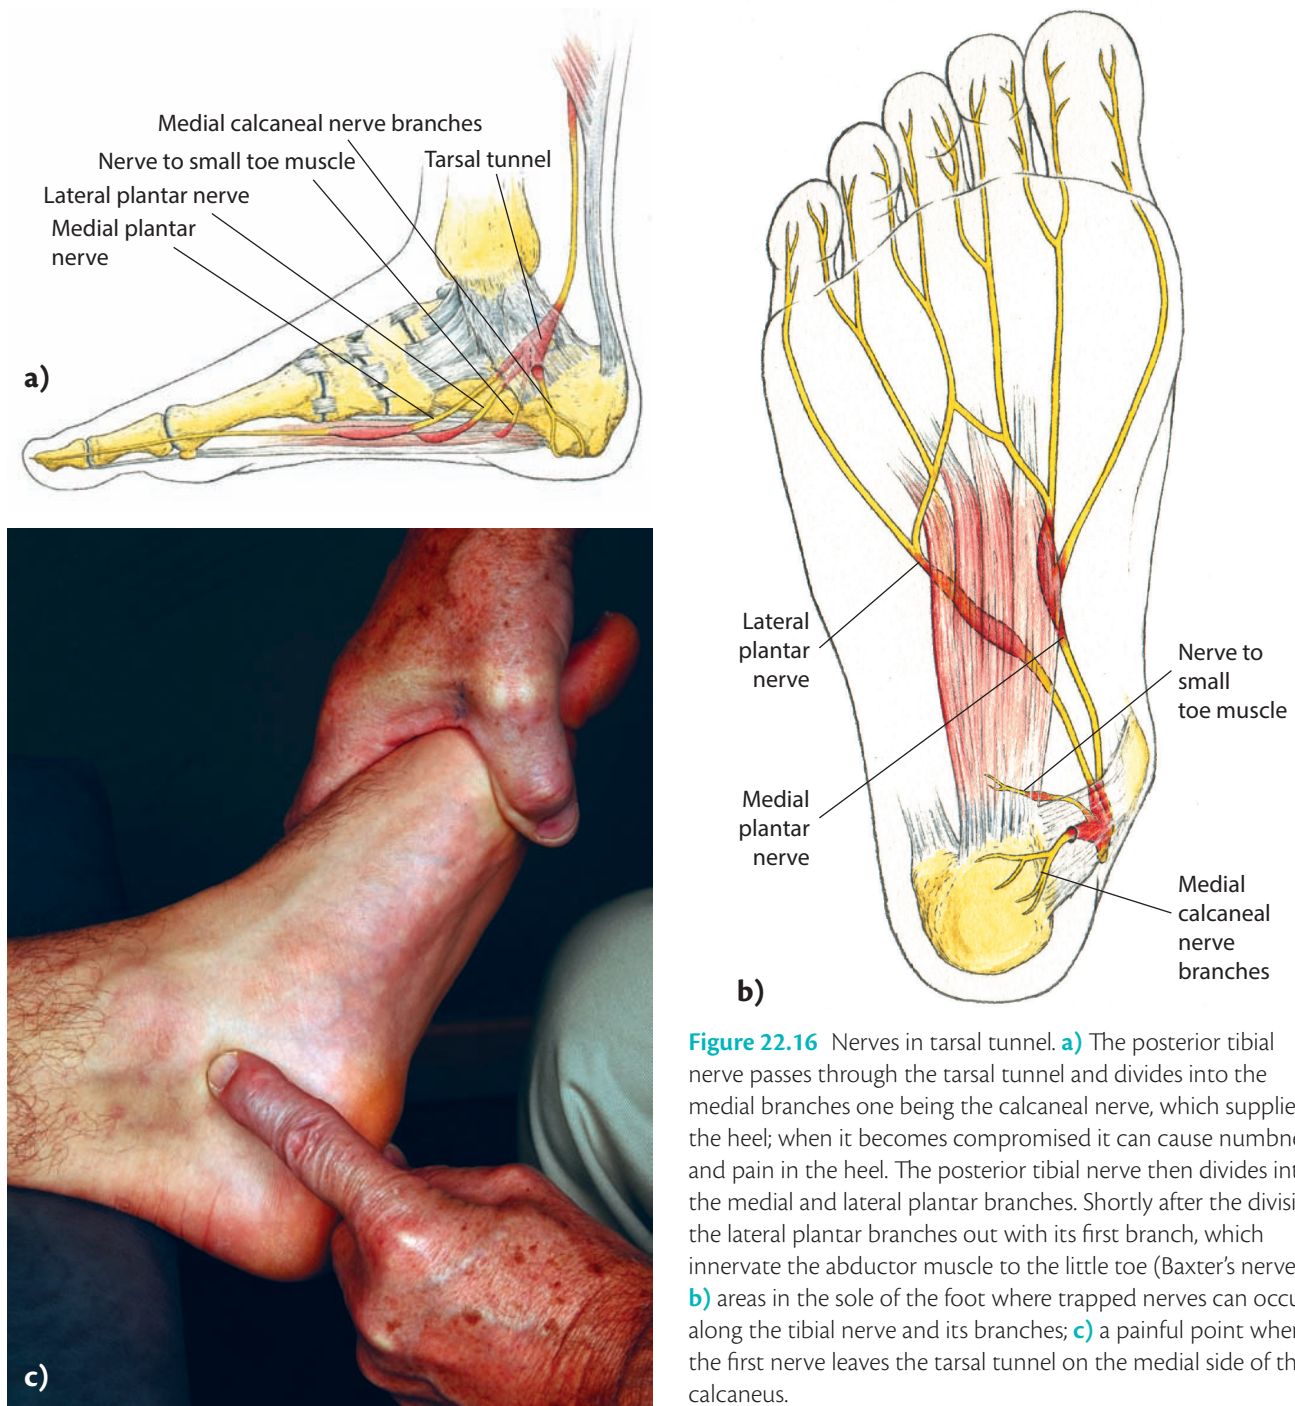 Medial calcaneal nerve branches
Nerve to small toe muscle
Tarsal tunnel
Lateral plantar nerve
Medial plantar
nerve
a)
Lateral
plantar
nerve
Nerve to
small
toe muscle
Medial
plantar
nerve
Medial
calcaneal
nerve
branches
b)
c)
Figure 22.16 Nerves in tarsal tunnel. a) The posterior tibial
nerve passes through the tarsal tunnel and divides into the
medial branches one being the calcaneal nerve, which supplie
the heel; when it becomes compromised it can cause numbne
and pain in the heel. The posterior tibial nerve then divides int
the medial and lateral plantar branches. Shortly after the divisi
the lateral plantar branches out with its first branch, which
innervate the abductor muscle to the little toe (Baxter's nerve
b) areas in the sole of the foot where trapped nerves can occu
along the tibial nerve and its branches; c) a painful point wher
the first nerve leaves the tarsal tunnel on the medial side of th
calcaneus.